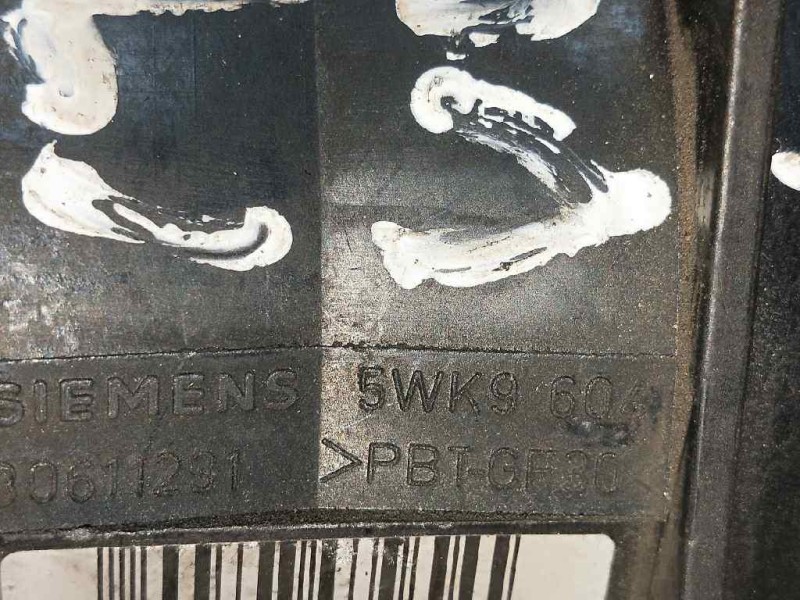 SIEMENS 5WK9 604
30611291 >PBT-GF30<